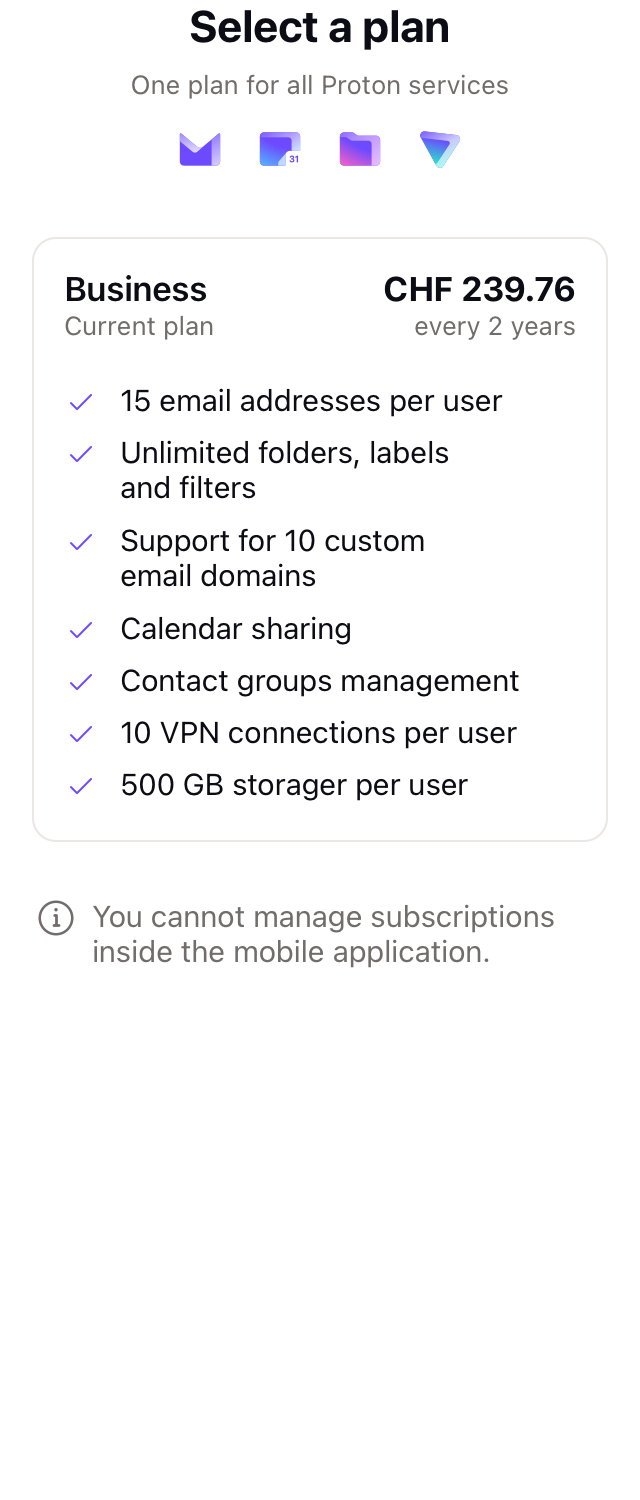 Select a plan
One plan for all Proton services
31
Business
CHF 239.76
Current plan
every 2 years
15 email addresses per user
Unlimited folders, labels
and filters
Support for 10 custom
email domains
Calendar sharing
Contact groups management
10 VPN connections per user
500 GB storager per user
You cannot manage subscriptions
inside the mobile application.